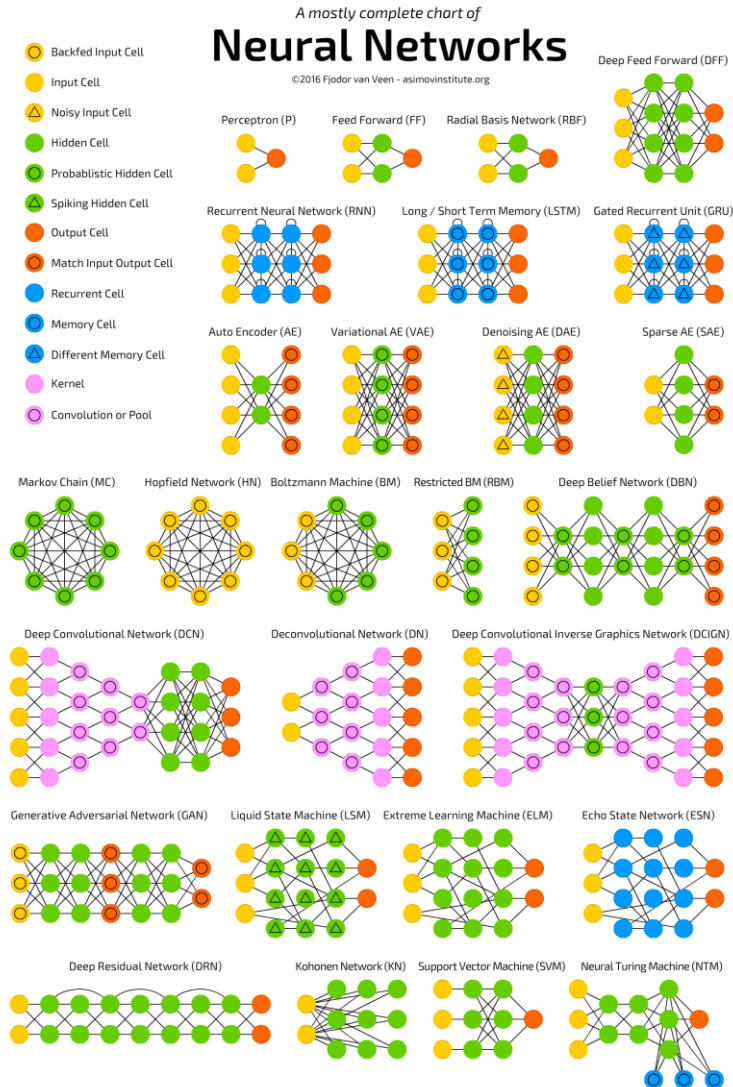 A mostly complete chart of
Neural Networks
©2016 Fjodor van Veen - asimovinstitute.org
Backfed Input Cell
Input Cell
Noisy Input Cell
Hidden Cell
Probablistic Hidden Cell
Spiking Hidden Cell
Output Cell
Match Input Output Cell
Recurrent Cell
Memory Cell
Different Memory Cell
Kernel
Convolution or Pool
Deep Feed Forward (DFF)
Perceptron (P)
Feed Forward (FF)
Radial Basis Network (RBF)
Recurrent Neural Network (RNN)
Long / Short Term Memory (LSTM)
Gated Recurrent Unit (GRU)
Auto Encoder (AE)
Variational AE (VAE)
Denoising AE (DAE)
Sparse AE (SAE)
Markov Chain (MC)
Hopfield Network (HN)
Boltzmann Machine (BM)
Restricted BM (RBM)
Deep Belief Network (DBN)
Deep Convolutional Network (DCN)
Deconvolutional Network (DN)
Deep Convolutional Inverse Graphics Network (DCIGN)
Generative Adversarial Network (GAN)
Liquid State Machine (LSM)
Extreme Learning Machine (ELM)
Echo State Network (ESN)
Deep Residual Network (DRN)
Kohonen Network (KN)
Support Vector Machine (SVM)
Neural Turing Machine (NTM)